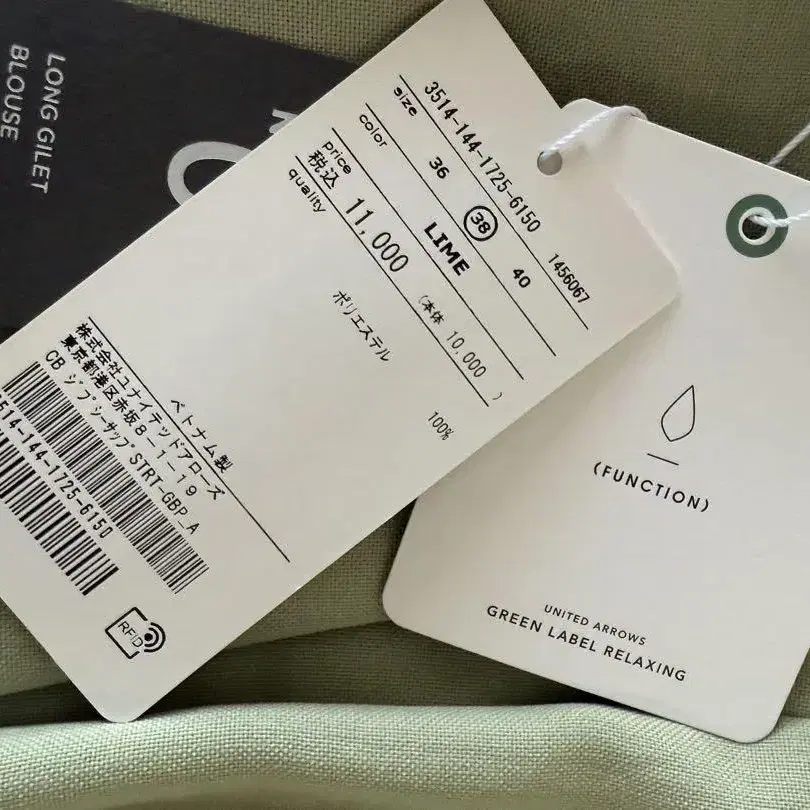 LONG GILET
BLOUSE
3514-144-1725-6150 1456067
size 36 38 40
color LIME
price
税込 11,000 (本体 10,000)
quality
ポリエステル 100%
ベトナム製
株式会社ユナイテッドアローズ
東京都港区赤坂8-1-19
CB ジプシーサップ STRT-GBP_A
3514-144-1725-6150
RFID
(FUNCTION)
UNITED ARROWS
GREEN LABEL RELAXING